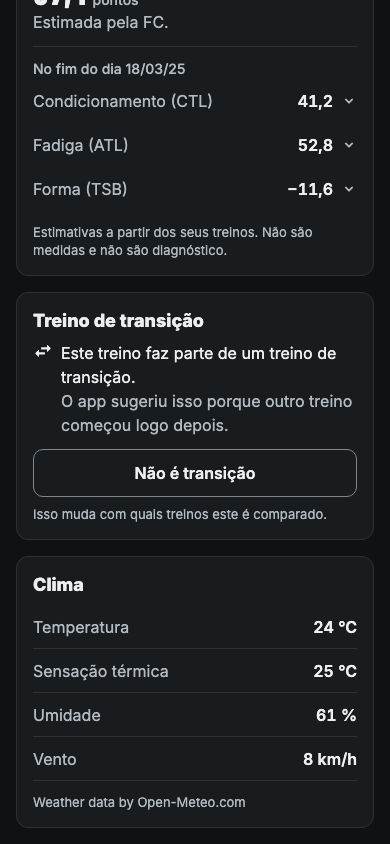 pontos
Estimada pela FC.
No fim do dia 18/03/25
Condicionamento (CTL) 41,2
Fadiga (ATL) 52,8
Forma (TSB) −11,6
Estimativas a partir dos seus treinos. Não são
medidas e não são diagnóstico.
Treino de transição
Este treino faz parte de um treino de
transição.
O app sugeriu isso porque outro treino
começou logo depois.
Não é transição
Isso muda com quais treinos este é comparado.
Clima
Temperatura 24 °C
Sensação térmica 25 °C
Umidade 61 %
Vento 8 km/h
Weather data by Open-Meteo.com